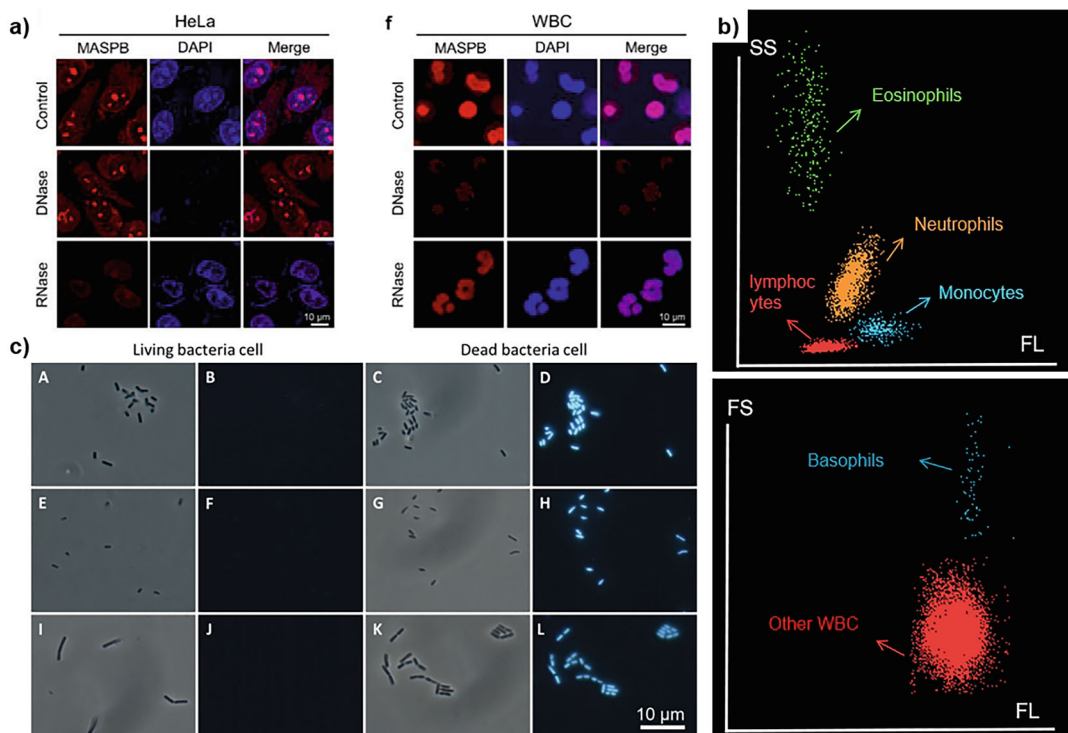 a)
HeLa
MASPB DAPI Merge
Control
DNase
RNase
10 µm
f
WBC
MASPB DAPI Merge
Control
DNase
RNase
10 µm
b)
SS
Eosinophils
Neutrophils
lymphoc
ytes
Monocytes
FL
FS
Basophils
Other WBC
FL
c)
Living bacteria cell Dead bacteria cell
A B C D
E F G H
I J K L
10 µm